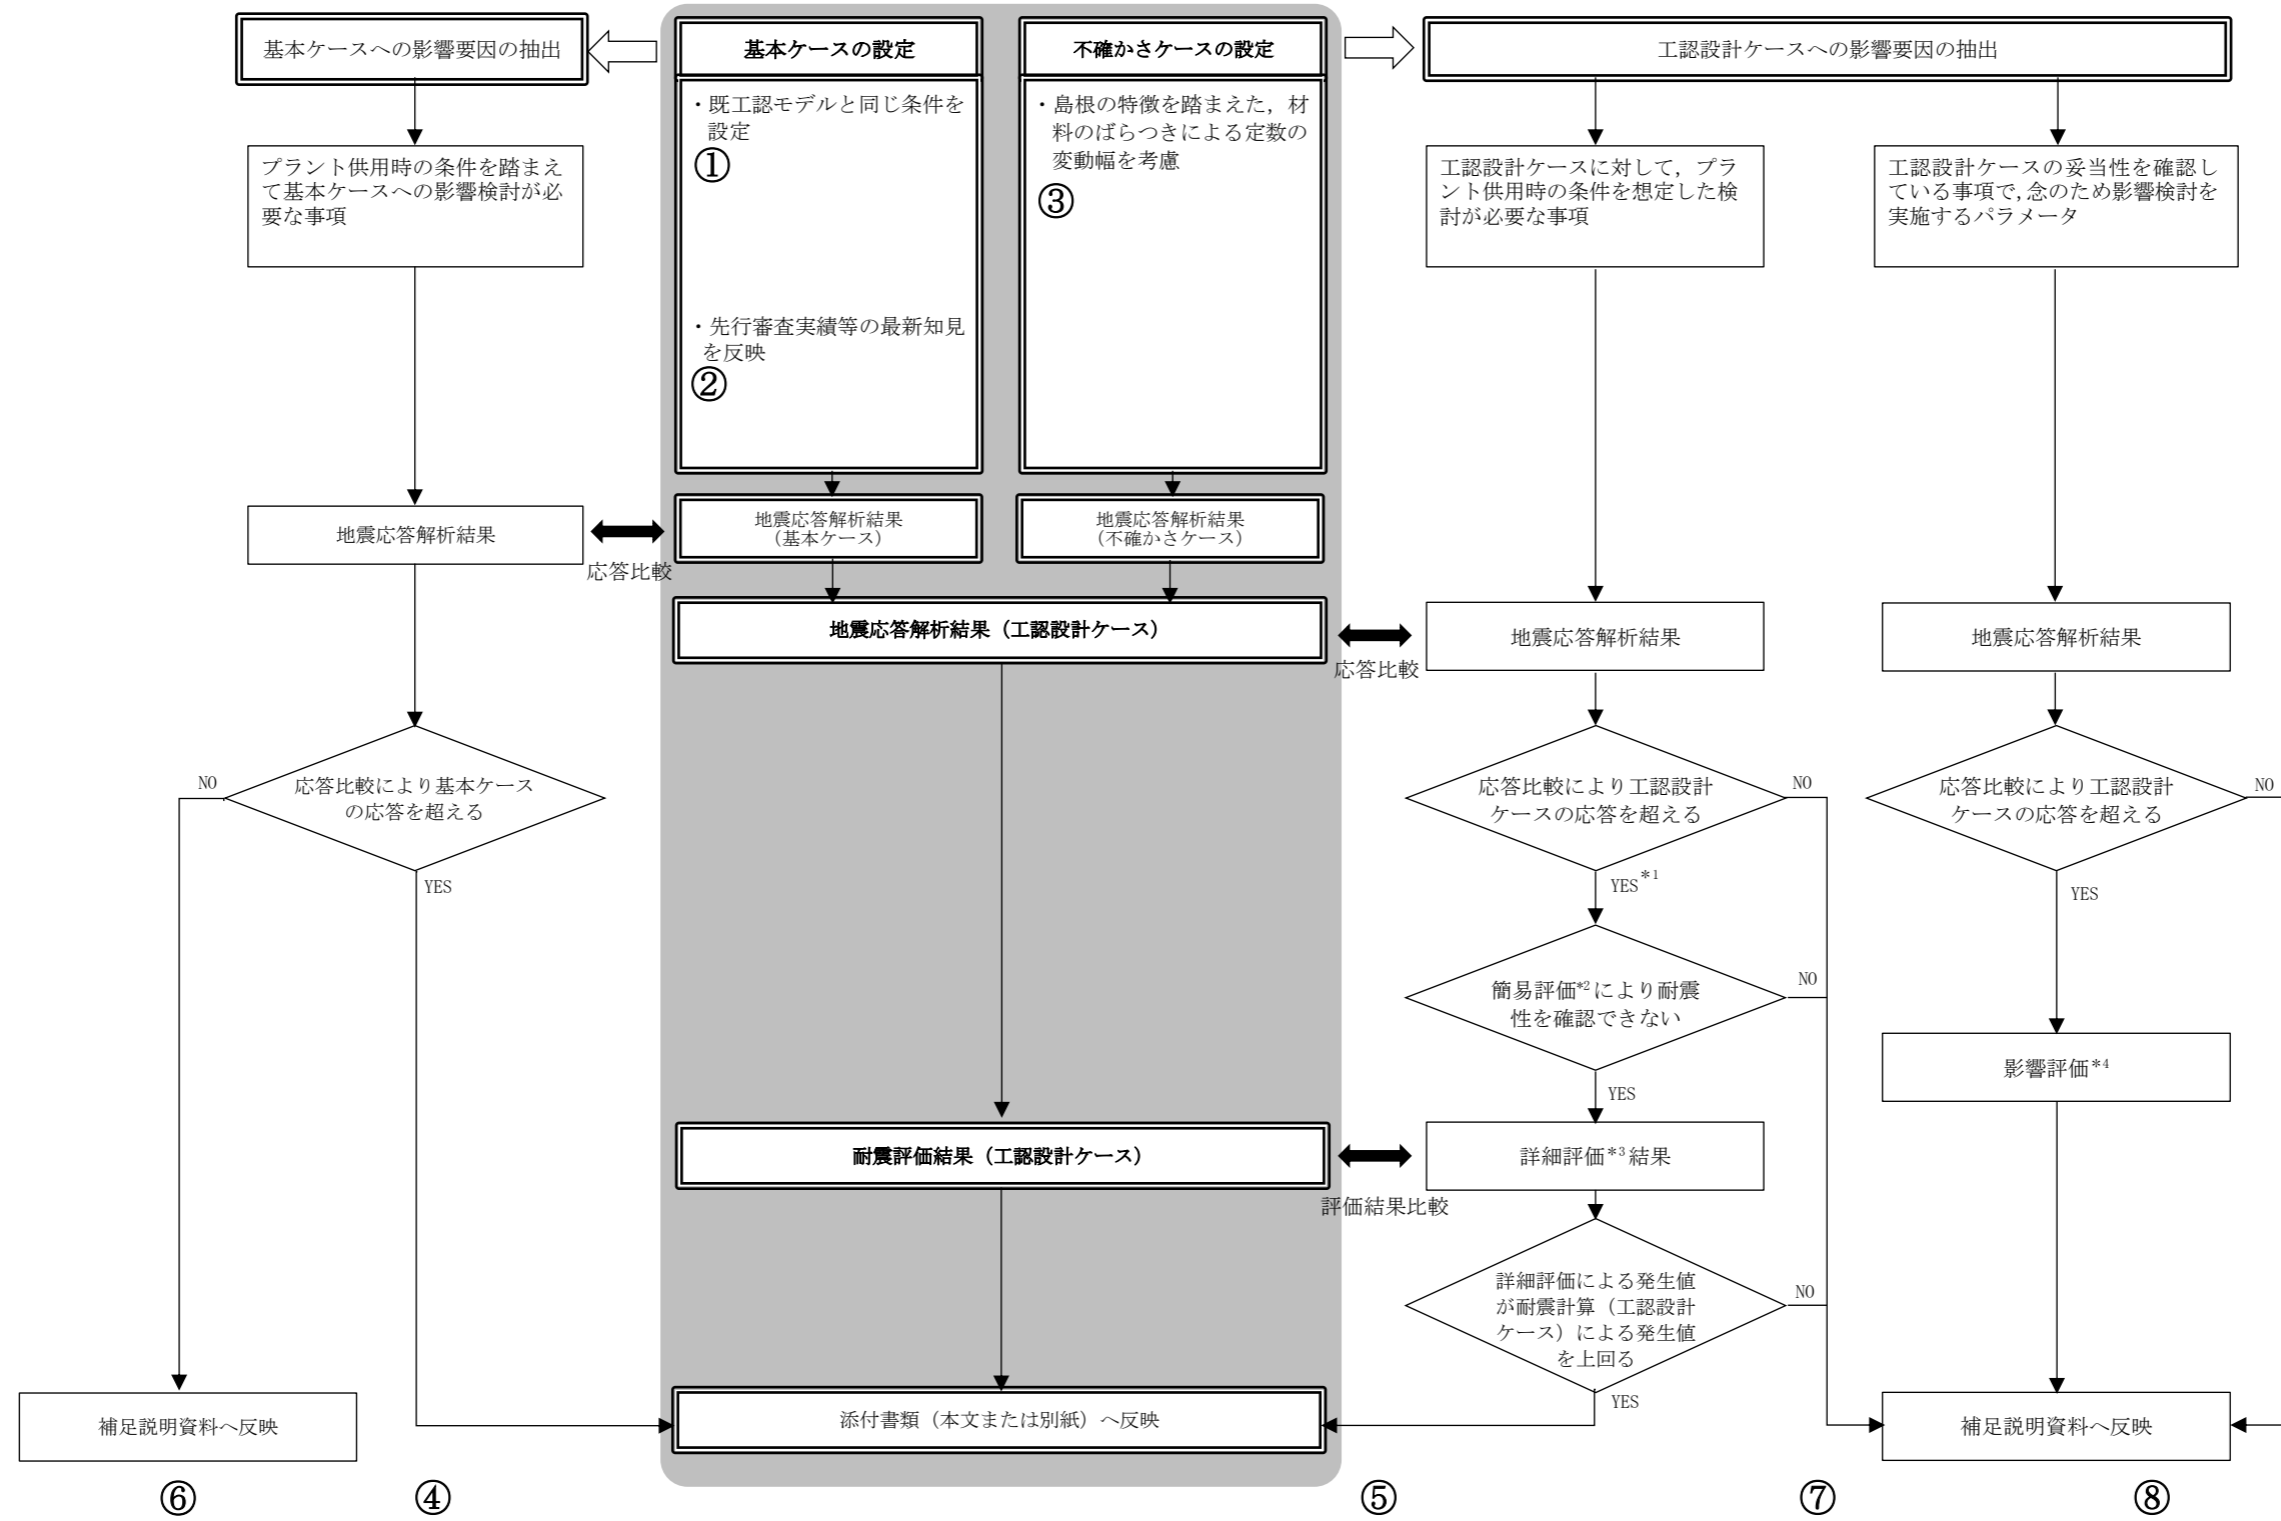 基本ケースへの影響要因の抽出
基本ケースの設定
不確かさケースの設定
工認設計ケースへの影響要因の抽出
プラント供用時の条件を踏まえ
て基本ケースへの影響検討が必
要な事項
・既工認モデルと同じ条件を
設定
①
・先行審査実績等の最新知見
を反映
②
・島根の特徴を踏まえた，材
料のばらつきによる定数の
変動幅を考慮
③
工認設計ケースに対して，プラ
ント供用時の条件を想定した検
討が必要な事項
工認設計ケースの妥当性を確認し
ている事項で，念のため影響検討を
実施するパラメータ
地震応答解析結果
応答比較
地震応答解析結果
（基本ケース）
地震応答解析結果
（不確かさケース）
地震応答解析結果（工認設計ケース）
応答比較
地震応答解析結果
地震応答解析結果
応答比較により基本ケース
の応答を超える
NO
YES
応答比較により工認設計
ケースの応答を超える
NO
YES*1
応答比較により工認設計
ケースの応答を超える
NO
YES
簡易評価*2により耐震
性を確認できない
NO
YES
影響評価*4
耐震評価結果（工認設計ケース）
評価結果比較
詳細評価*3結果
詳細評価による発生値
が耐震計算（工認設計
ケース）による発生値
を上回る
NO
YES
補足説明資料へ反映
添付書類（本文または別紙）へ反映
補足説明資料へ反映
⑥
④
⑤
⑦
⑧